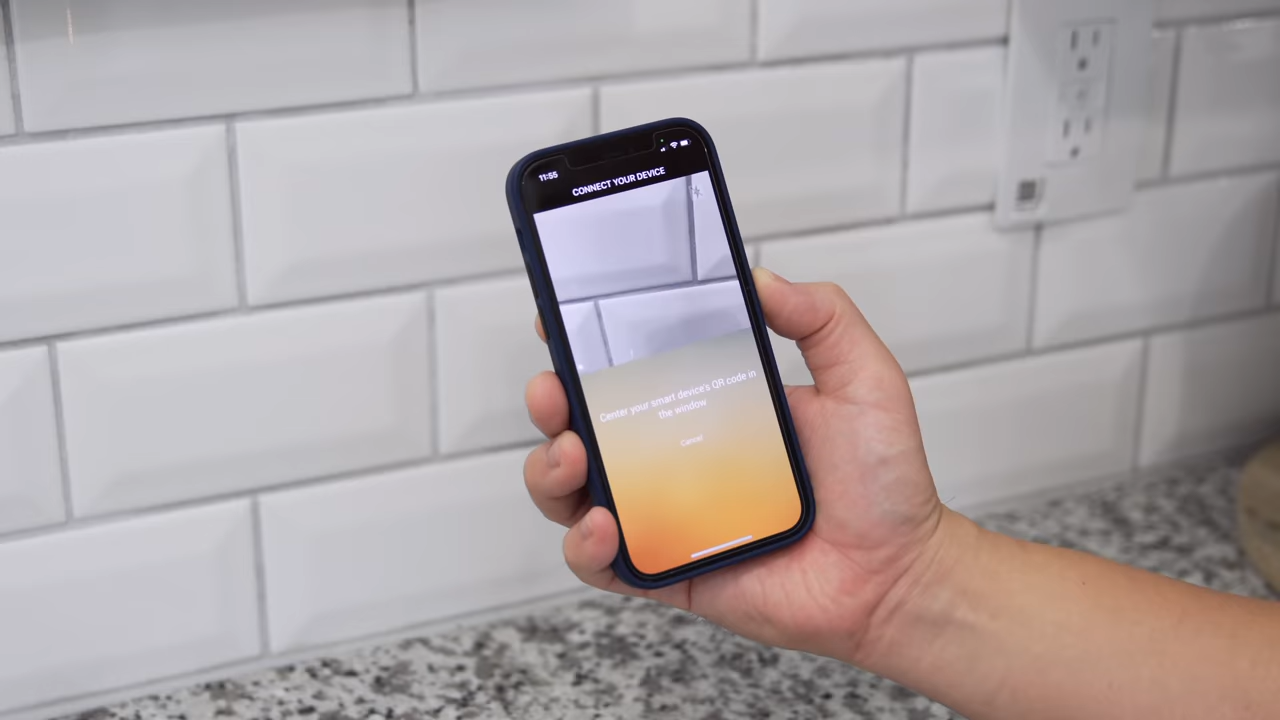 11:55
CONNECT YOUR DEVICE
Center your smart device's QR code in
the window
Cancel